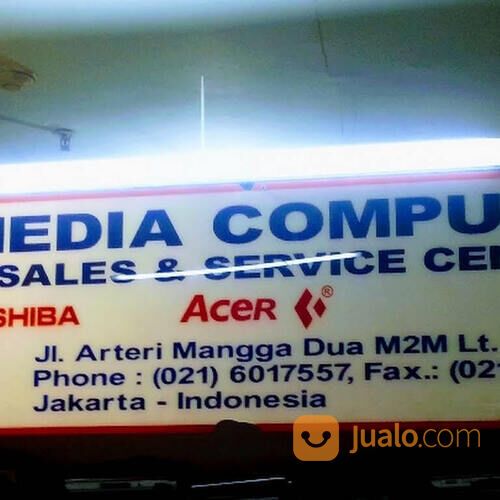 MEDIA COMPU
SALES & SERVICE CEN
SHIBA ACER ®
Jl. Arteri Mangga Dua M2M Lt.
Phone : (021) 6017557, Fax.: (02
Jakarta - Indonesia
Jualo.com